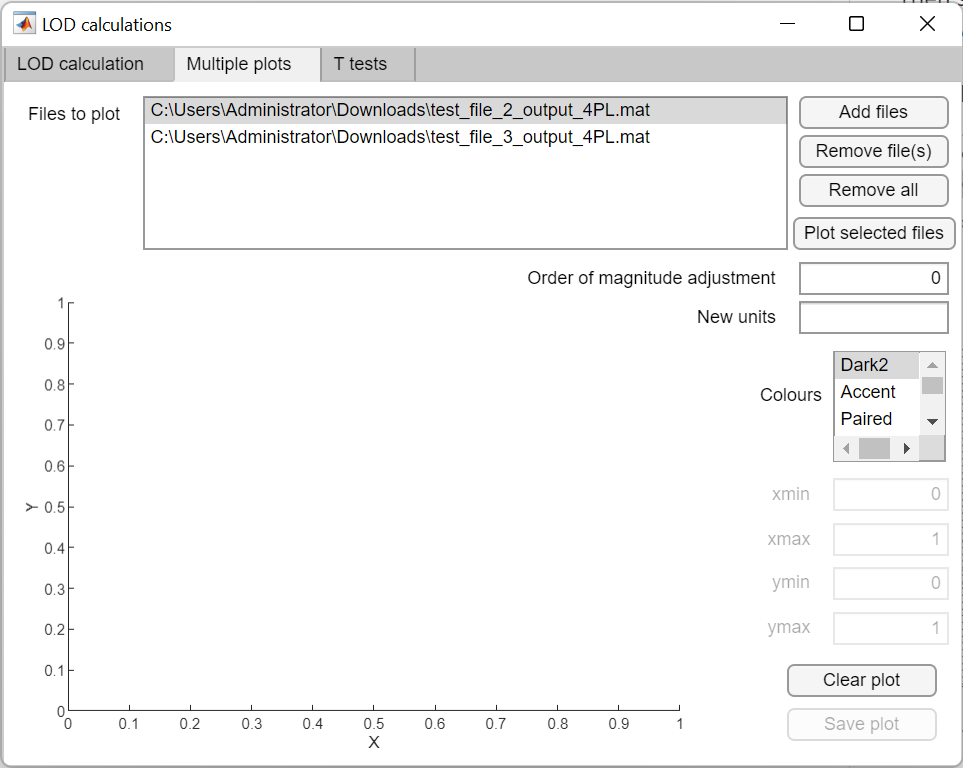 LOD calculations
LOD calculation Multiple plots T tests
Files to plot
C:\Users\Administrator\Downloads\test_file_2_output_4PL.mat
C:\Users\Administrator\Downloads\test_file_3_output_4PL.mat
Add files
Remove file(s)
Remove all
Plot selected files
Order of magnitude adjustment 0
New units
Colours
Dark2
Accent
Paired
xmin 0
xmax 1
ymin 0
ymax 1
Clear plot
Save plot
1
0.9
0.8
0.7
0.6
0.5
0.4
0.3
0.2
0.1
0
Y
0 0.1 0.2 0.3 0.4 0.5 0.6 0.7 0.8 0.9 1
X